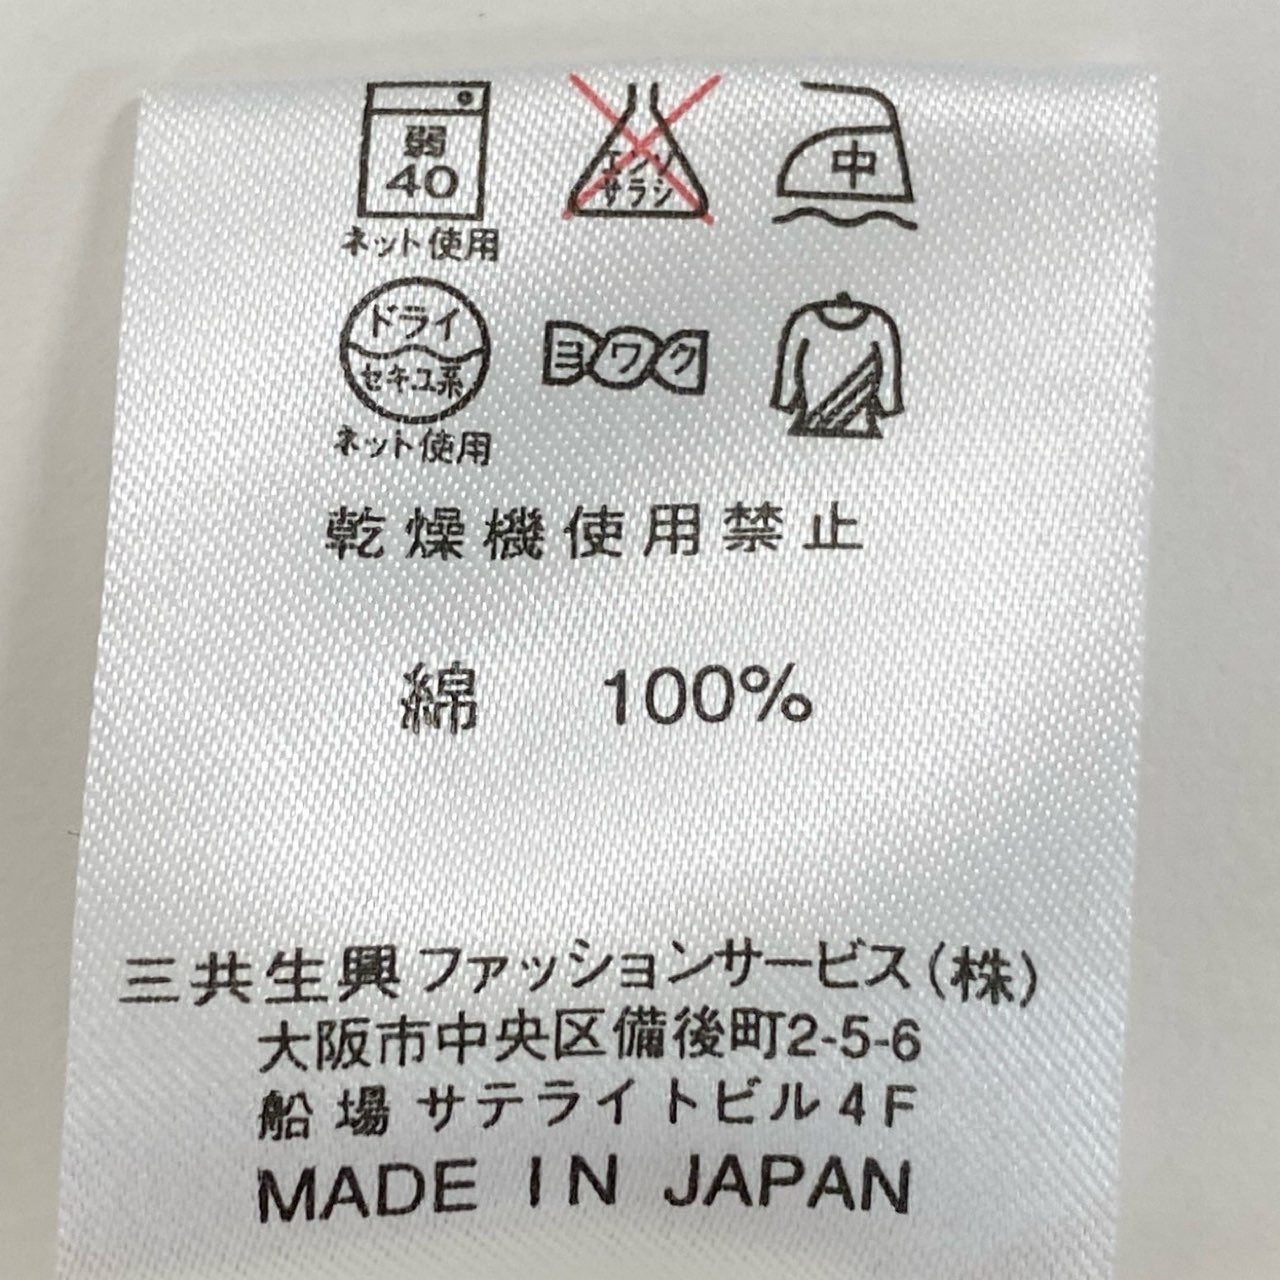 弱 エンソ 中
40 サラシ
ネット使用
ドライ ヨワク
セキユ系
ネット使用
乾燥機使用禁止
綿 100%
三共生興ファッションサービス(株)
大阪市中央区備後町2-5-6
船場サテライトビル4F
MADE IN JAPAN